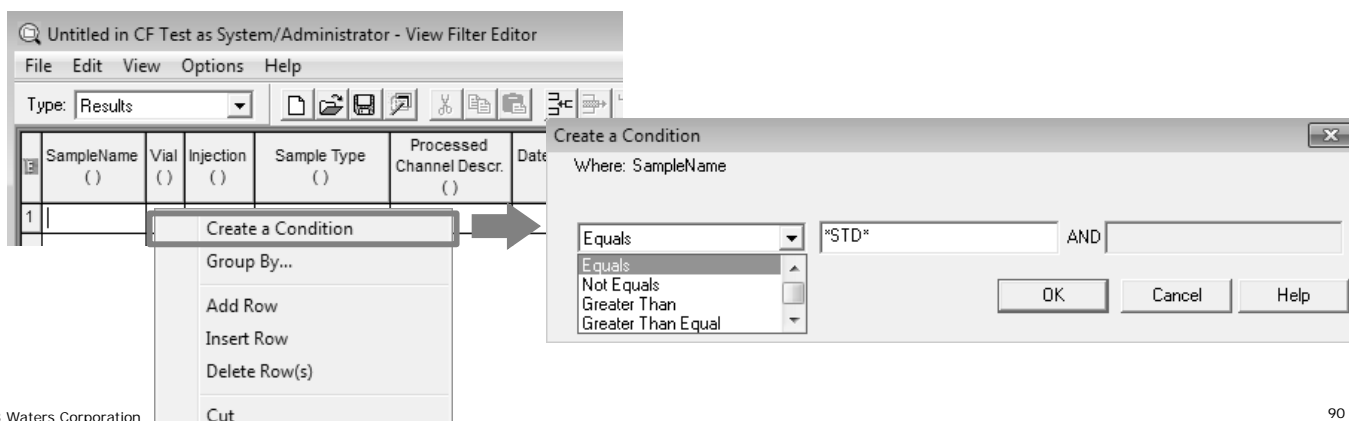 Untitled in CF Test as System/Administrator - View Filter Editor
File Edit View Options Help
Type: Results
SampleName ( ) Vial ( ) Injection ( ) Sample Type ( ) Processed Channel Descr. ( ) Date
1
Create a Condition
Group By...
Add Row
Insert Row
Delete Row(s)
Cut
Create a Condition
Where: SampleName
Equals *STD* AND
Equals
Not Equals
Greater Than
Greater Than Equal
OK Cancel Help
Waters Corporation
90